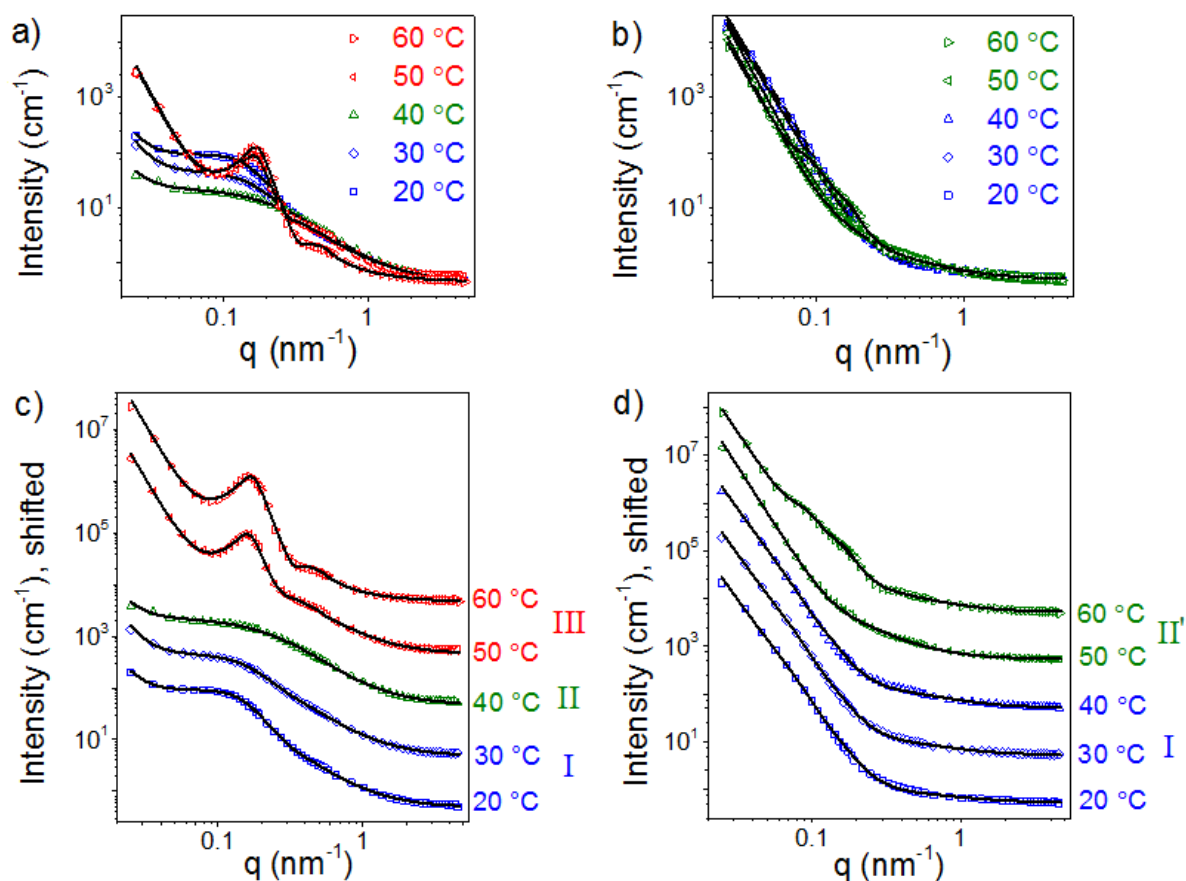 a)
Intensity (cm⁻¹)
10³
10¹
60 °C
50 °C
40 °C
30 °C
20 °C
0.1 1
q (nm⁻¹)
b)
Intensity (cm⁻¹)
10³
10¹
60 °C
50 °C
40 °C
30 °C
20 °C
0.1 1
q (nm⁻¹)
c)
Intensity (cm⁻¹), shifted
10⁷
10⁵
10³
10¹
60 °C
III
50 °C
40 °C II
30 °C
I
20 °C
0.1 1
q (nm⁻¹)
d)
Intensity (cm⁻¹), shifted
10⁷
10⁵
10³
10¹
60 °C
II'
50 °C
40 °C
30 °C I
20 °C
0.1 1
q (nm⁻¹)